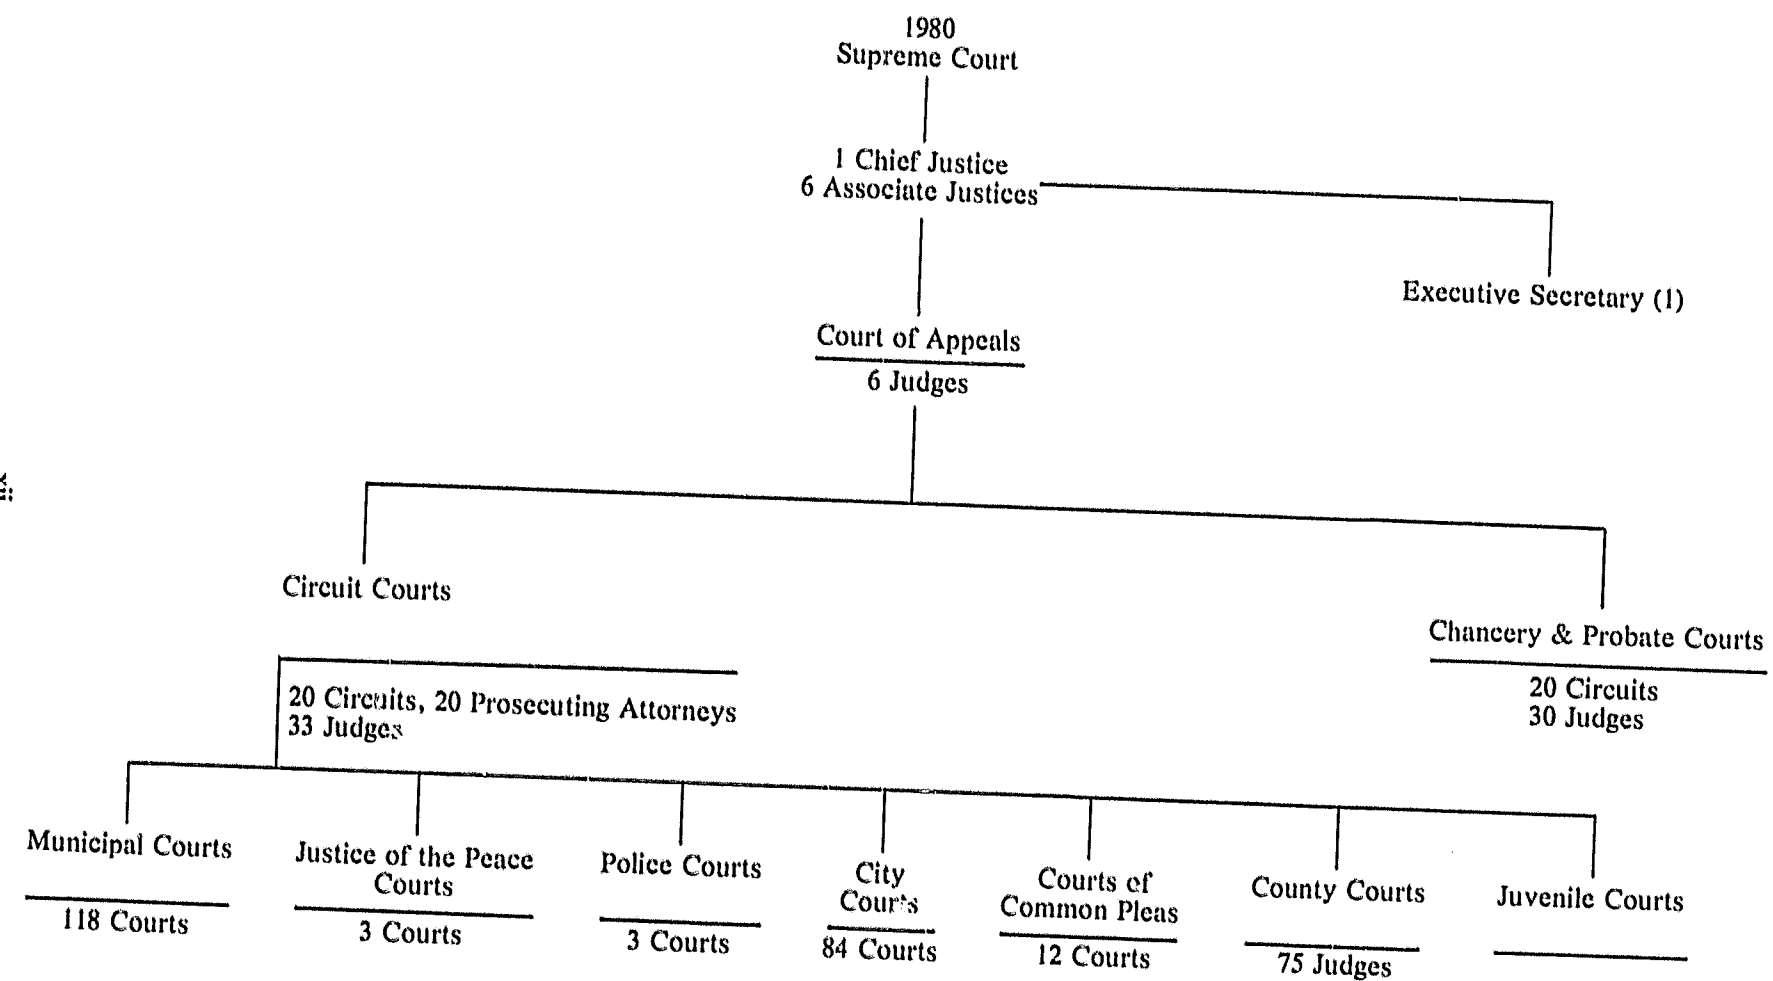 1980
Supreme Court
1 Chief Justice
6 Associate Justices
Executive Secretary (1)
Court of Appeals
6 Judges
xii
Circuit Courts
Chancery & Probate Courts
20 Circuits
30 Judges
20 Circuits, 20 Prosecuting Attorneys
33 Judges
Municipal Courts
118 Courts
Justice of the Peace
Courts
3 Courts
Police Courts
3 Courts
City
Courts
84 Courts
Courts of
Common Pleas
12 Courts
County Courts
75 Judges
Juvenile Courts